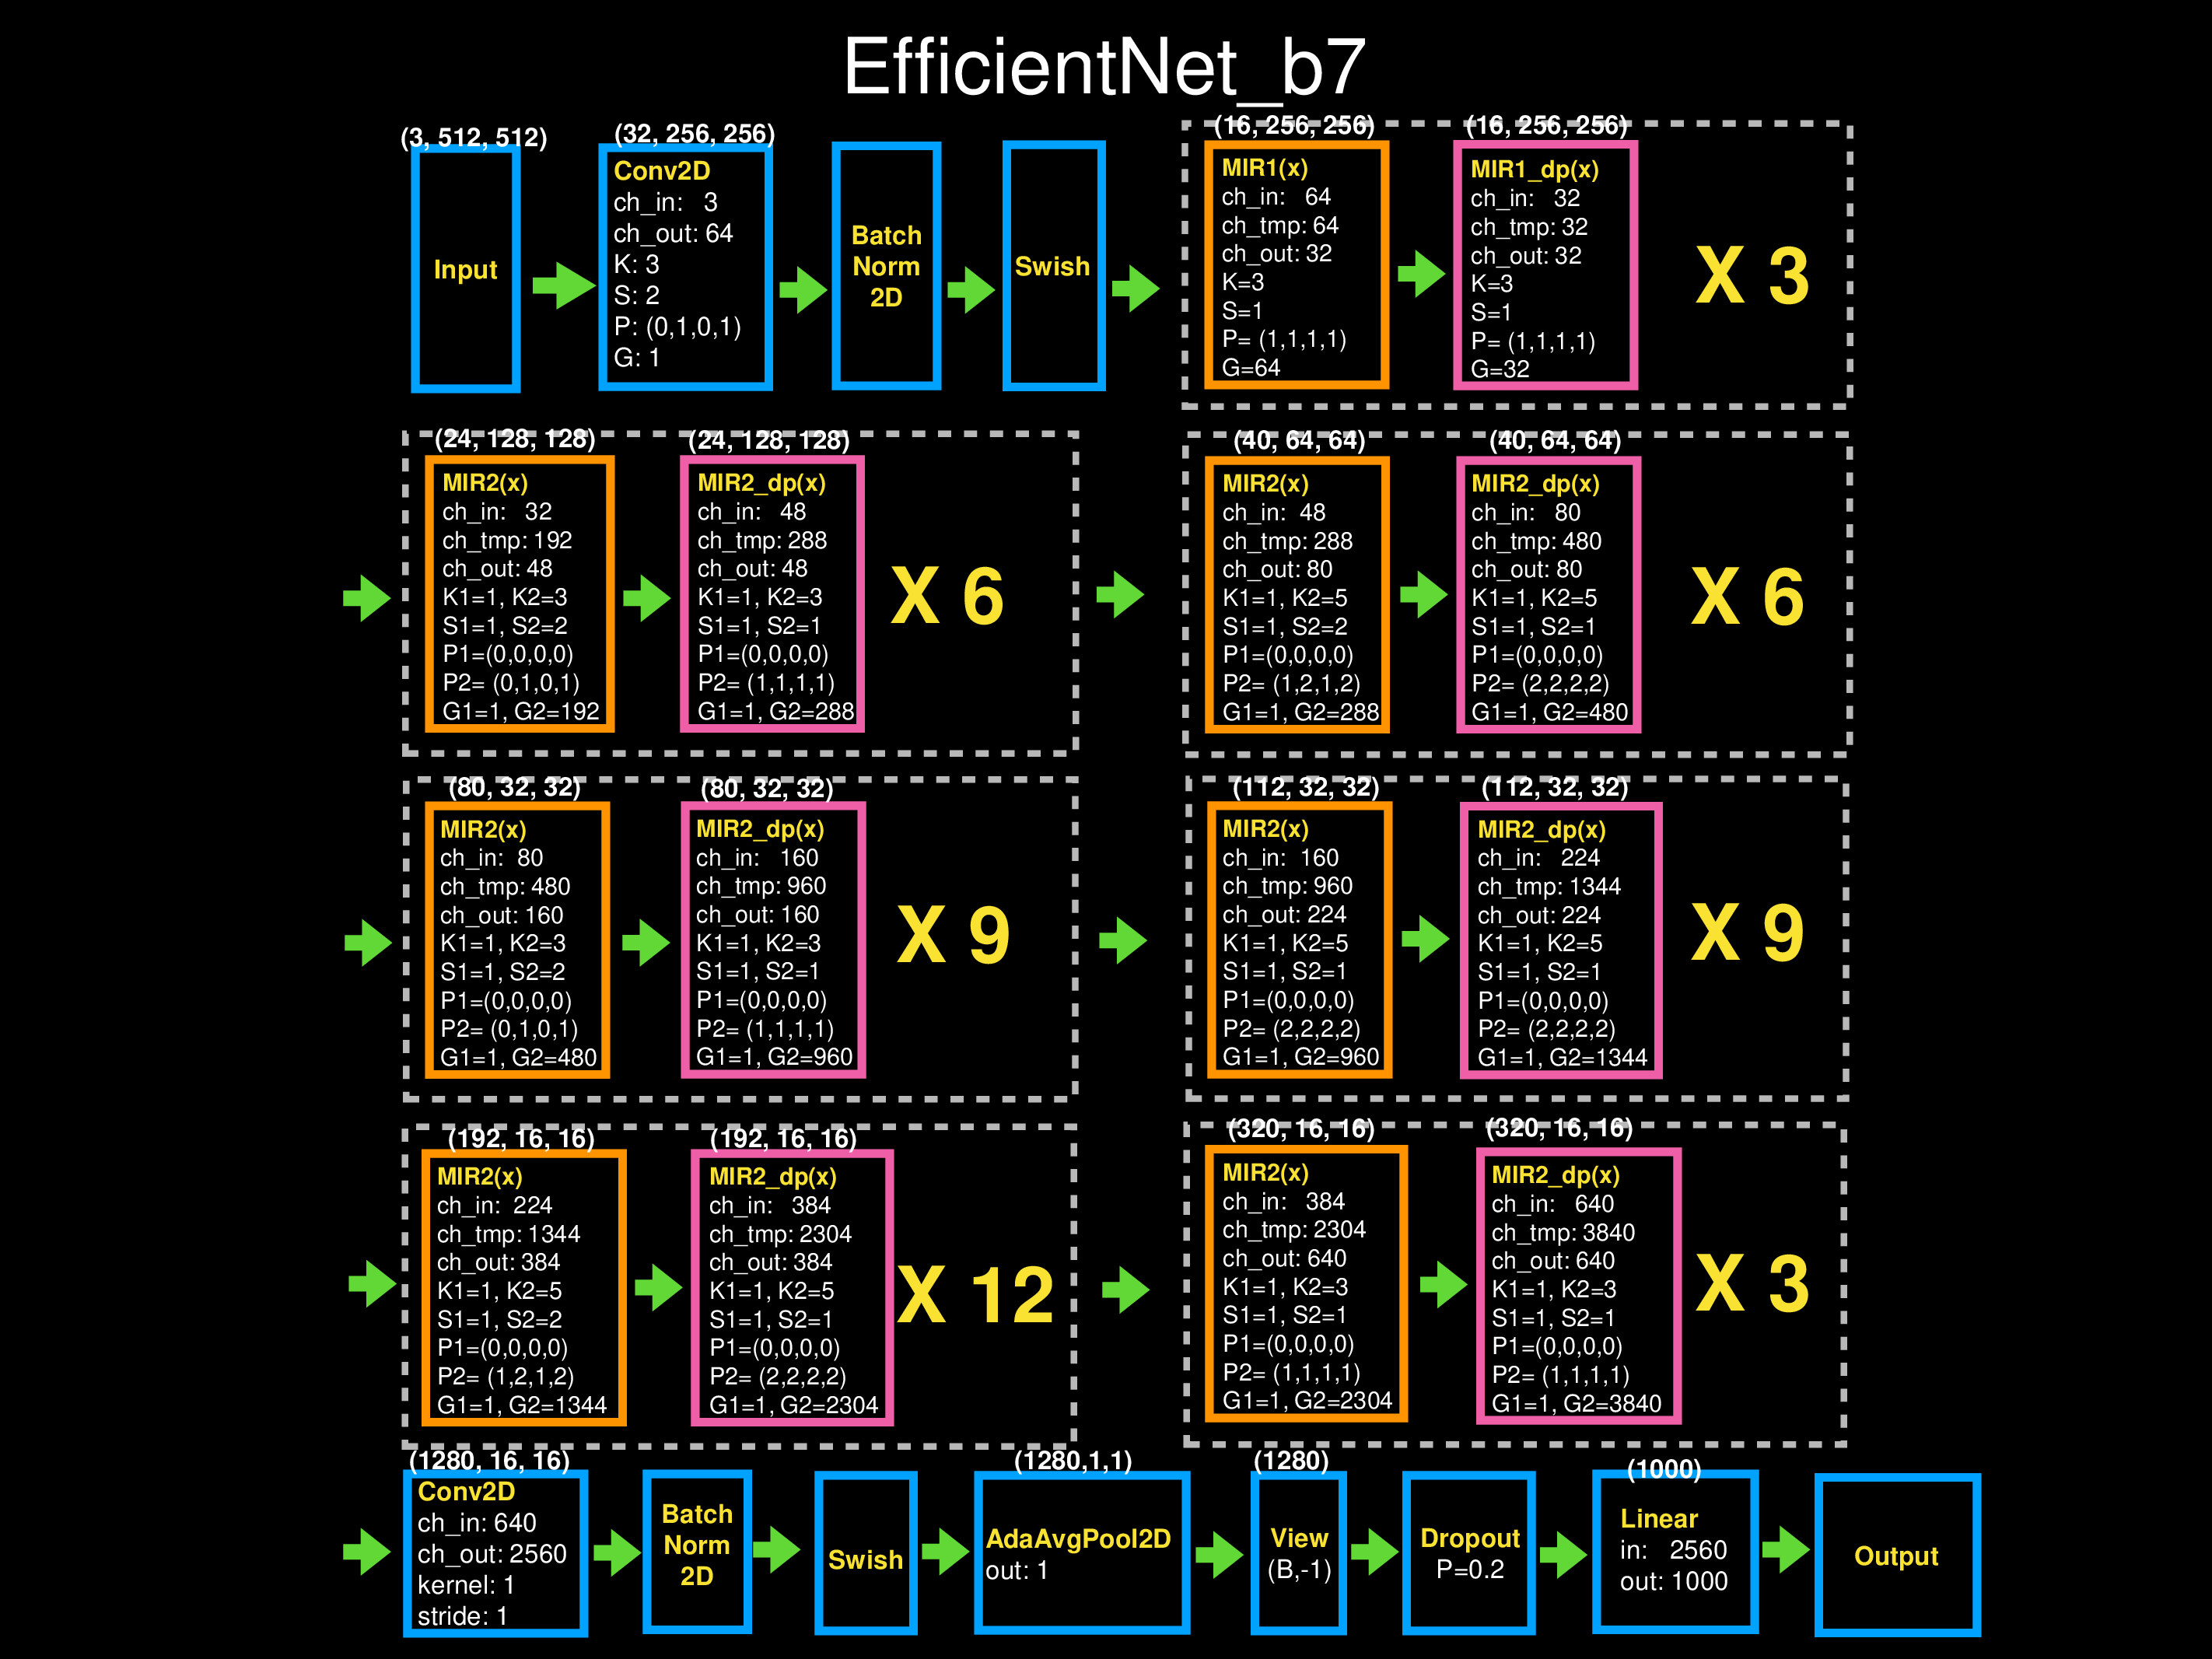 EfficientNet_b7
(3, 512, 512)
Input
(32, 256, 256)
Conv2D
ch_in: 3
ch_out: 64
K: 3
S: 2
P: (0,1,0,1)
G: 1
Batch
Norm
2D
Swish
(16, 256, 256)
MIR1(x)
ch_in: 64
ch_tmp: 64
ch_out: 32
K=3
S=1
P= (1,1,1,1)
G=64
(16, 256, 256)
MIR1_dp(x)
ch_in: 32
ch_tmp: 32
ch_out: 32
K=3
S=1
P= (1,1,1,1)
G=32
X 3
(24, 128, 128)
MIR2(x)
ch_in: 32
ch_tmp: 192
ch_out: 48
K1=1, K2=3
S1=1, S2=2
P1=(0,0,0,0)
P2= (0,1,0,1)
G1=1, G2=192
(24, 128, 128)
MIR2_dp(x)
ch_in: 48
ch_tmp: 288
ch_out: 48
K1=1, K2=3
S1=1, S2=1
P1=(0,0,0,0)
P2= (1,1,1,1)
G1=1, G2=288
X 6
(40, 64, 64)
MIR2(x)
ch_in: 48
ch_tmp: 288
ch_out: 80
K1=1, K2=5
S1=1, S2=2
P1=(0,0,0,0)
P2= (1,2,1,2)
G1=1, G2=288
(40, 64, 64)
MIR2_dp(x)
ch_in: 80
ch_tmp: 480
ch_out: 80
K1=1, K2=5
S1=1, S2=1
P1=(0,0,0,0)
P2= (2,2,2,2)
G1=1, G2=480
X 6
(80, 32, 32)
MIR2(x)
ch_in: 80
ch_tmp: 480
ch_out: 160
K1=1, K2=3
S1=1, S2=2
P1=(0,0,0,0)
P2= (0,1,0,1)
G1=1, G2=480
(80, 32, 32)
MIR2_dp(x)
ch_in: 160
ch_tmp: 960
ch_out: 160
K1=1, K2=3
S1=1, S2=1
P1=(0,0,0,0)
P2= (1,1,1,1)
G1=1, G2=960
X 9
(112, 32, 32)
MIR2(x)
ch_in: 160
ch_tmp: 960
ch_out: 224
K1=1, K2=5
S1=1, S2=1
P1=(0,0,0,0)
P2= (2,2,2,2)
G1=1, G2=960
(112, 32, 32)
MIR2_dp(x)
ch_in: 224
ch_tmp: 1344
ch_out: 224
K1=1, K2=5
S1=1, S2=1
P1=(0,0,0,0)
P2= (2,2,2,2)
G1=1, G2=1344
X 9
(192, 16, 16)
MIR2(x)
ch_in: 224
ch_tmp: 1344
ch_out: 384
K1=1, K2=5
S1=1, S2=2
P1=(0,0,0,0)
P2= (1,2,1,2)
G1=1, G2=1344
(192, 16, 16)
MIR2_dp(x)
ch_in: 384
ch_tmp: 2304
ch_out: 384
K1=1, K2=5
S1=1, S2=1
P1=(0,0,0,0)
P2= (2,2,2,2)
G1=1, G2=2304
X 12
(320, 16, 16)
MIR2(x)
ch_in: 384
ch_tmp: 2304
ch_out: 640
K1=1, K2=3
S1=1, S2=1
P1=(0,0,0,0)
P2= (1,1,1,1)
G1=1, G2=2304
(320, 16, 16)
MIR2_dp(x)
ch_in: 640
ch_tmp: 3840
ch_out: 640
K1=1, K2=3
S1=1, S2=1
P1=(0,0,0,0)
P2= (1,1,1,1)
G1=1, G2=3840
X 3
(1280, 16, 16)
Conv2D
ch_in: 640
ch_out: 2560
kernel: 1
stride: 1
Batch
Norm
2D
Swish
(1280,1,1)
AdaAvgPool2D
out: 1
(1280)
View
(B,-1)
Dropout
P=0.2
(1000)
Linear
in: 2560
out: 1000
Output